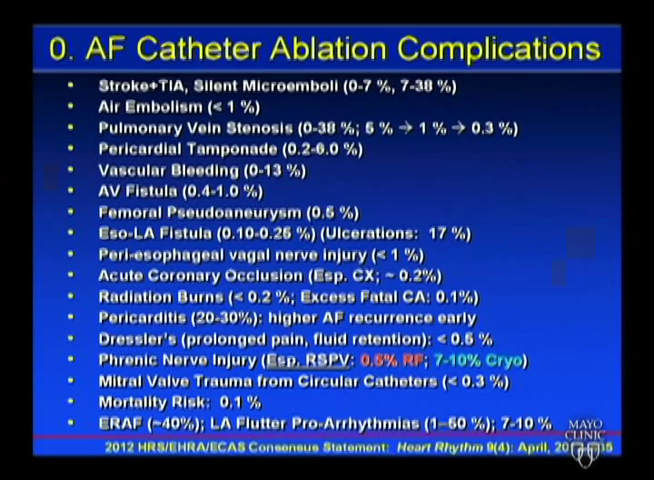 0. AF Catheter Ablation Complications
• Stroke+TIA, Silent Microemboli (0-7 %, 7-38 %)
• Air Embolism (< 1 %)
• Pulmonary Vein Stenosis (0-38 %; 5 % → 1 % → 0.3 %)
• Pericardial Tamponade (0.2-6.0 %)
• Vascular Bleeding (0-13 %)
• AV Fistula (0.4-1.0 %)
• Femoral Pseudoaneurysm (0.5 %)
• Eso-LA Fistula (0.10-0.25 %) (Ulcerations: 17 %)
• Peri-esophageal vagal nerve injury (< 1 %)
• Acute Coronary Occlusion (Esp. CX; ~ 0.2%)
• Radiation Burns (< 0.2 %; Excess Fatal CA: 0.1%)
• Pericarditis (20-30%): higher AF recurrence early
• Dressler's (prolonged pain, fluid retention): < 0.5 %
• Phrenic Nerve Injury (Esp. RSPV: 0.5% RF; 7-10% Cryo)
• Mitral Valve Trauma from Circular Catheters (< 0.3 %)
• Mortality Risk: 0.1 %
• ERAF (~40%); LA Flutter Pro-Arrhythmias (1–50 %); 7-10 %
MAYO
CLINIC
2012 HRS/EHRA/ECAS Consensus Statement: Heart Rhythm 9(4): April,